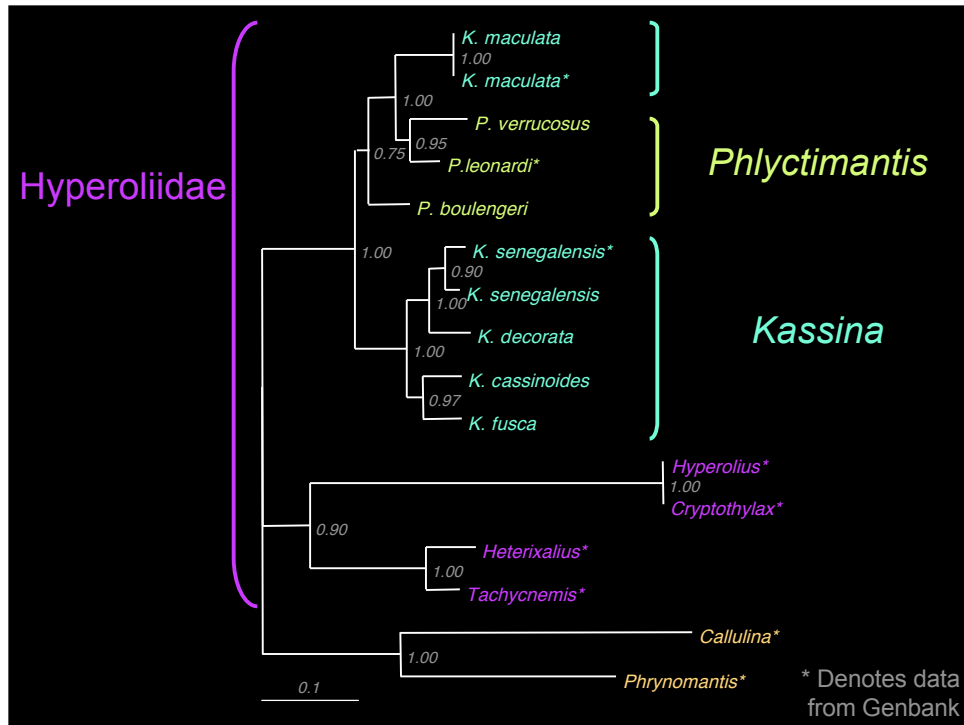 K. maculata
1.00
K. maculata*
1.00
P. verrucosus
0.95
0.75
P.leonardi*
Phlyctimantis
Hyperoliidae
P. boulengeri
1.00
K. senegalensis*
0.90
K. senegalensis
1.00
K. decorata
Kassina
1.00
K. cassinoides
0.97
K. fusca
Hyperolius*
1.00
Cryptothylax*
0.90
Heterixalius*
1.00
Tachycnemis*
Callulina*
1.00
Phrynomantis*
0.1
* Denotes data
from Genbank